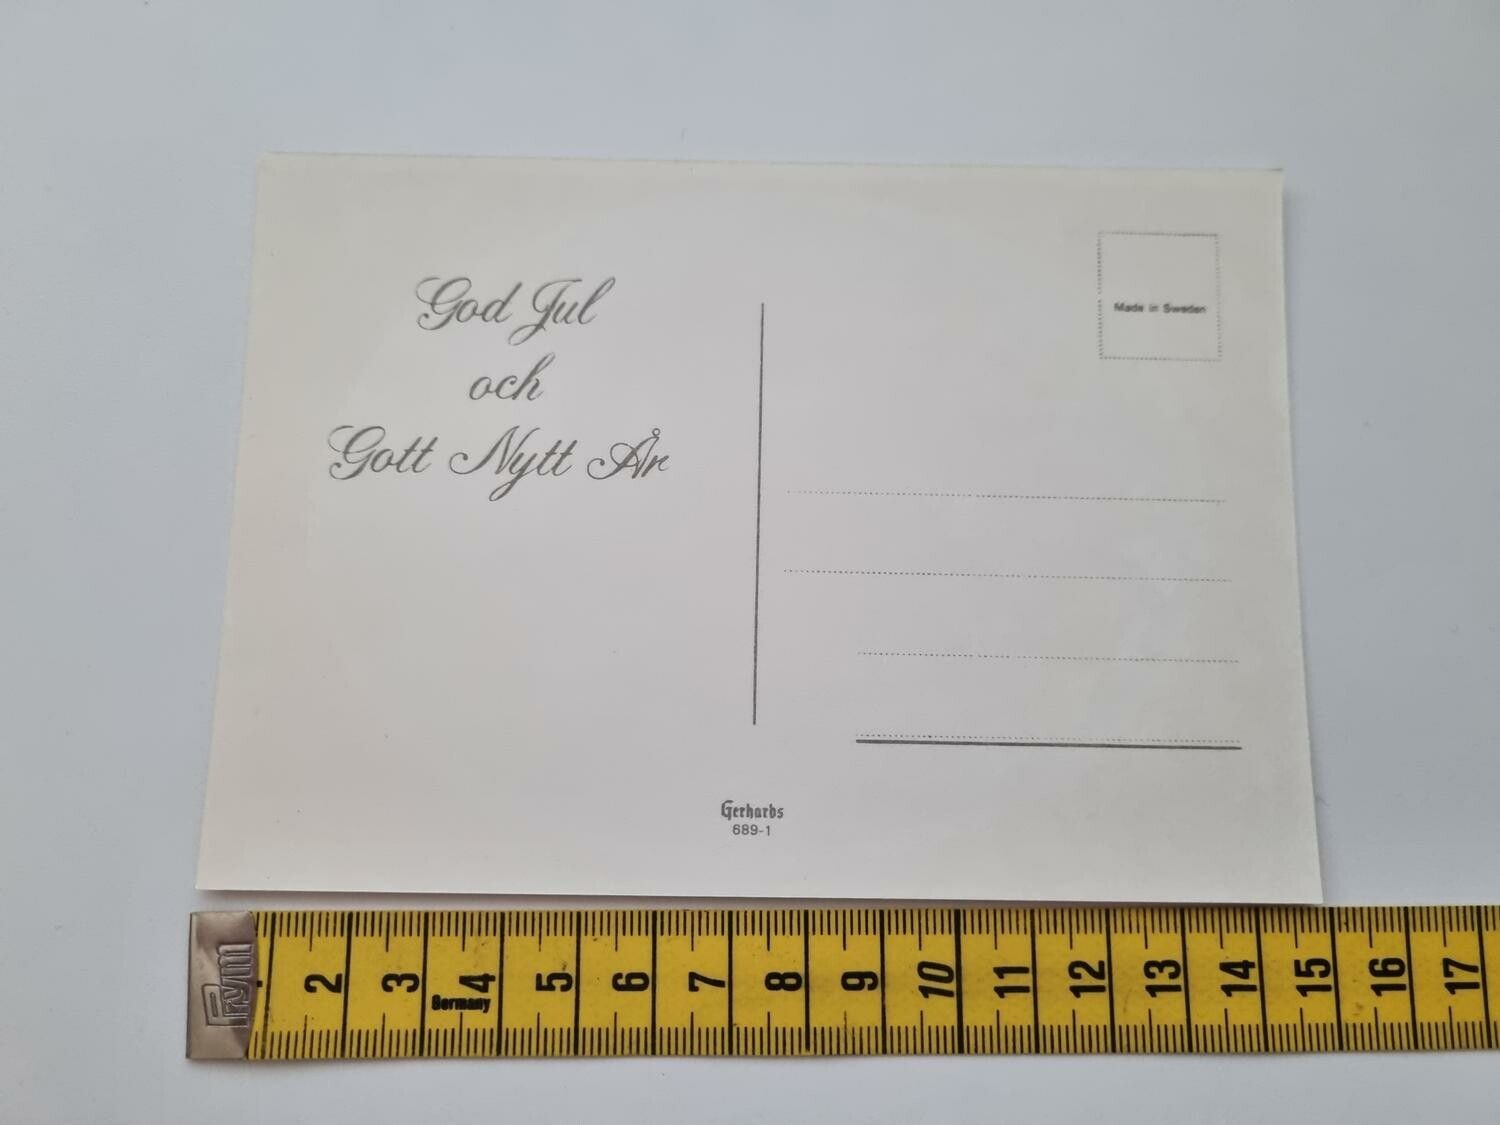 God Jul
och
Gott Nytt År
Made in Sweden
Gerhards
689-1
Prym
2 3 4 5 6 7 8 9 10 11 12 13 14 15 16 17
Germany